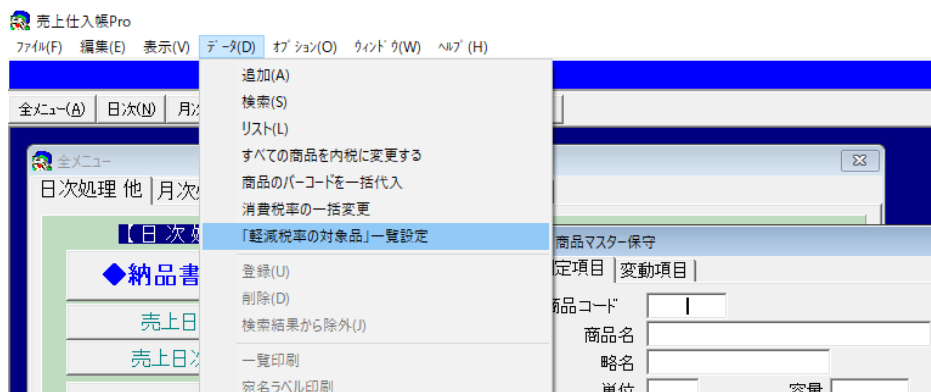 売上仕入帳Pro
ファイル(F) 編集(E) 表示(V) データ(D) オプション(O) ウィンドウ(W) ヘルプ(H)
追加(A)
全メニュー(A) 日次(N) 月
検索(S)
リスト(L)
すべての商品を内税に変更する
全メニュー
日次処理 他 月次
商品のバーコードを一括代入
消費税率の一括変更
【日 次
「軽減税率の対象品」一覧設定
商品マスター保守
定項目 変動項目
◆納品書
登録(U)
削除(D)
商品コード
売上日
検索結果から除外(J)
商品名
売上日次
一覧印刷
略名
宛名ラベル印刷
単位 容量